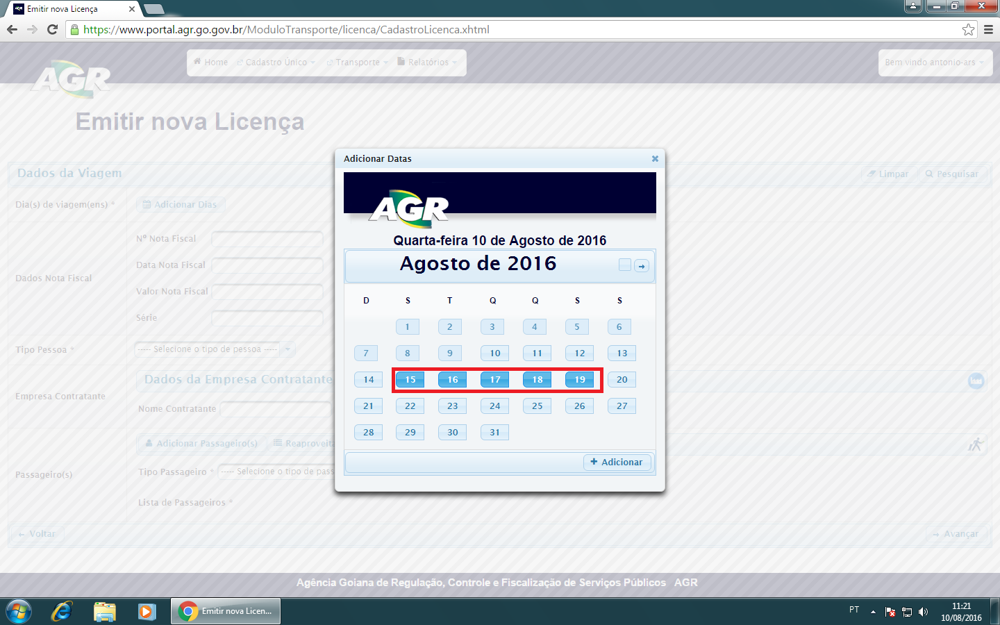 Emitir nova Licença
https://www.portal.agr.go.gov.br/ModuloTransporte/licenca/CadastroLicenca.xhtml
AGR
Home Cadastro Único Transporte Relatórios
Bem vindo antonio-ars
Emitir nova Licença
Dados da Viagem
Limpar Pesquisar
Dia(s) de viagem(ens) * Adicionar Dias
Dados Nota Fiscal
Nº Nota Fiscal
Data Nota Fiscal
Valor Nota Fiscal
Série
Tipo Pessoa * ----- Selecione o tipo de pessoa -----
Empresa Contratante
Dados da Empresa Contratante
Nome Contratante
Passageiro(s)
Adicionar Passageiro(s)
Tipo Passageiro * ----- Selecione o tipo de
Lista de Passageiros *
← Voltar
→ Avançar
Adicionar Datas
AGR
Quarta-feira 10 de Agosto de 2016
Agosto de 2016
D S T Q Q S S
1 2 3 4 5 6
7 8 9 10 11 12 13
14 15 16 17 18 19 20
21 22 23 24 25 26 27
28 29 30 31
+ Adicionar
Agência Goiana de Regulação, Controle e Fiscalização de Serviços Públicos AGR
Emitir nova Licen...
PT
11:21
10/08/2016